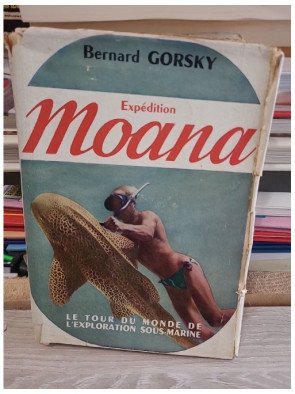 Bernard GORSKY
Expédition
Moana
LE TOUR DU MONDE DE
L'EXPLORATION SOUS-MARINE